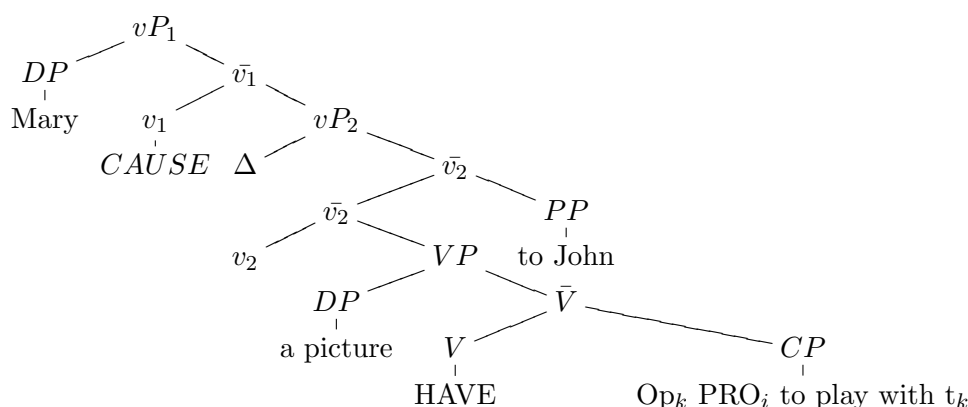 vP₁
DP v̄₁
Mary v₁ vP₂
CAUSE Δ v̄₂
v̄₂ PP
v₂ VP to John
DP V̄
a picture V CP
HAVE Opₖ PROᵢ to play with tₖ